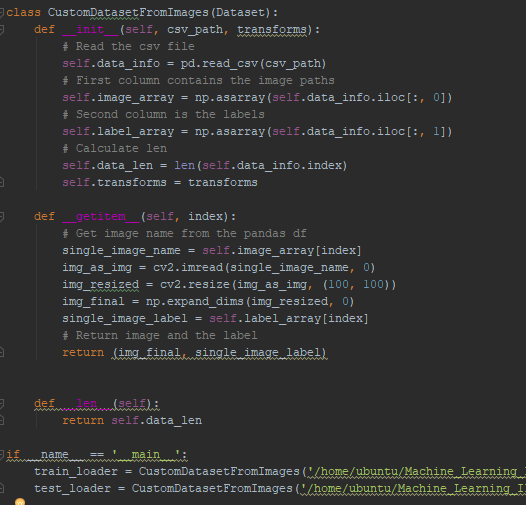 class CustomDatasetFromImages(Dataset):
    def __init__(self, csv_path, transforms):
        # Read the csv file
        self.data_info = pd.read_csv(csv_path)
        # First column contains the image paths
        self.image_array = np.asarray(self.data_info.iloc[:, 0])
        # Second column is the labels
        self.label_array = np.asarray(self.data_info.iloc[:, 1])
        # Calculate len
        self.data_len = len(self.data_info.index)
        self.transforms = transforms
    def __getitem__(self, index):
        # Get image name from the pandas df
        single_image_name = self.image_array[index]
        img_as_img = cv2.imread(single_image_name, 0)
        img_resized = cv2.resize(img_as_img, (100, 100))
        img_final = np.expand_dims(img_resized, 0)
        single_image_label = self.label_array[index]
        # Return image and the label
        return (img_final, single_image_label)
    def __len__(self):
        return self.data_len
if __name__ == '__main__':
    train_loader = CustomDatasetFromImages('/home/ubuntu/Machine_Learning_
    test_loader = CustomDatasetFromImages('/home/ubuntu/Machine_Learning_I